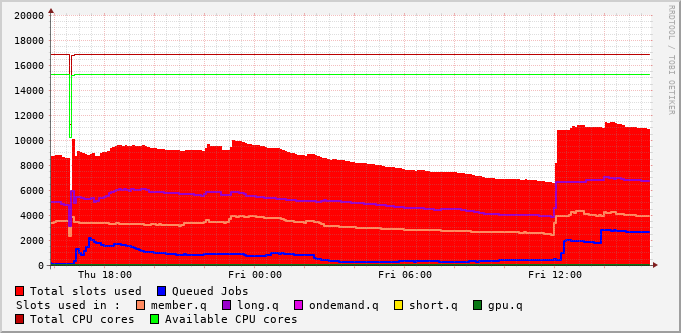 20000
18000
16000
14000
12000
10000
8000
6000
4000
2000
0
Thu 18:00 Fri 00:00 Fri 06:00 Fri 12:00
RRDTOOL / TOBI OETIKER
Total slots used Queued Jobs
Slots used in : member.q long.q ondemand.q short.q gpu.q
Total CPU cores Available CPU cores